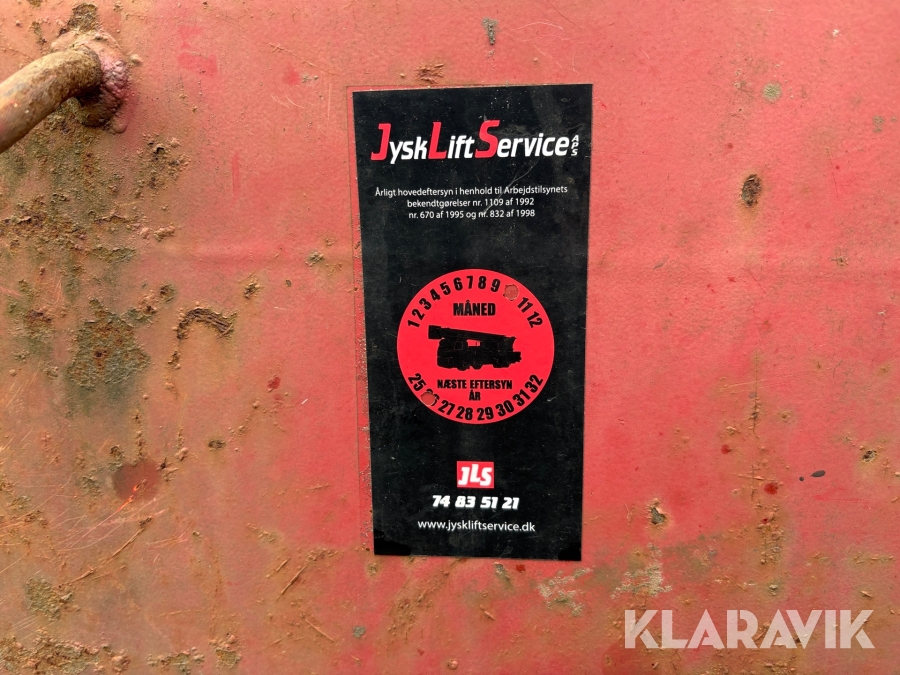 JyskLiftService ApS
Årligt hovedeftersyn i henhold til Arbejdstilsynets
bekendtgørelser nr. 1109 af 1992
nr. 670 af 1995 og nr. 832 af 1998
1 2 3 4 5 6 7 8 9 11 12
MÅNED
NÆSTE EFTERSYN
ÅR
25 27 28 29 30 31 32
JLS
74 83 51 21
www.jyskliftservice.dk
KLARAVIK